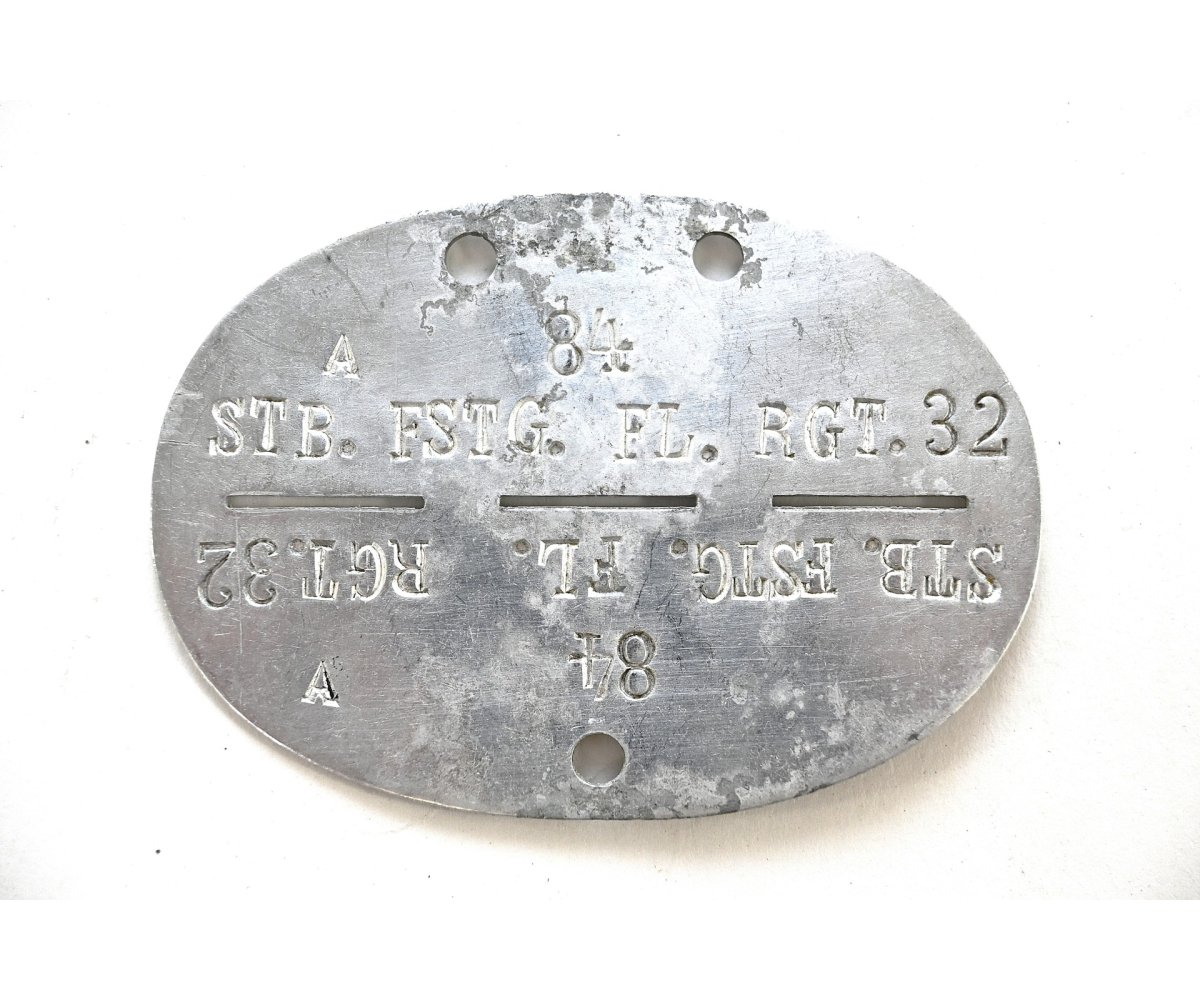 84
A
STB. FSTG. FL. RGT. 32
STB. FSTG. FL. RGT. 32
84
A